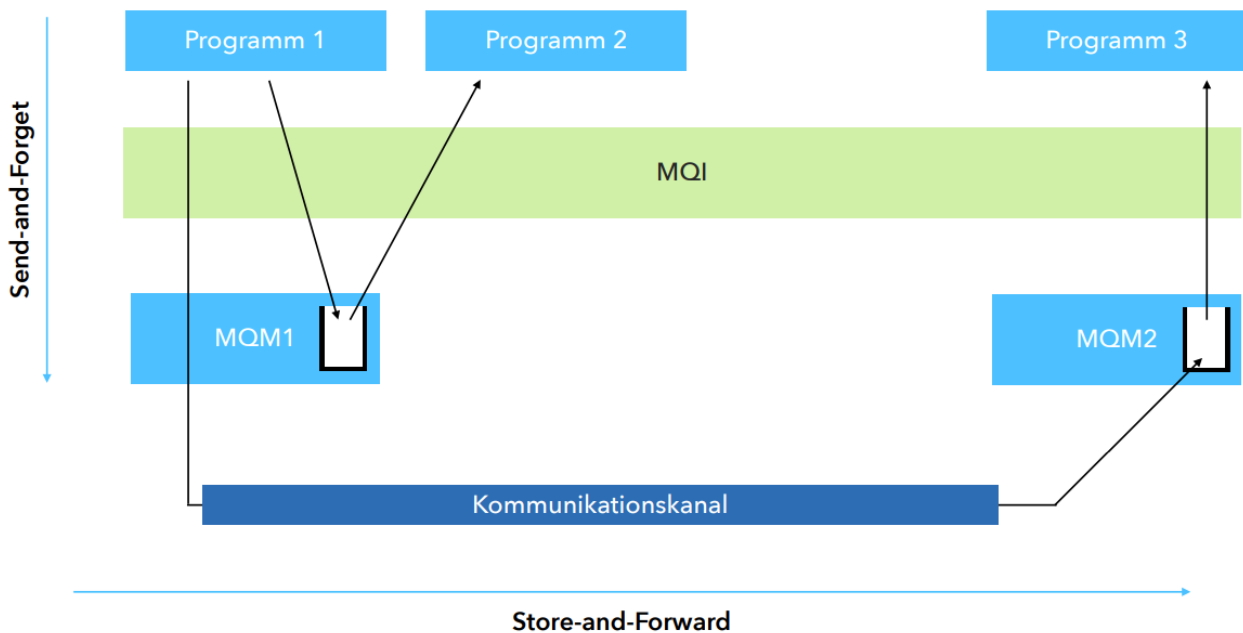 Programm 1
Programm 2
Programm 3
MQI
Send-and-Forget
MQM1
MQM2
Kommunikationskanal
Store-and-Forward